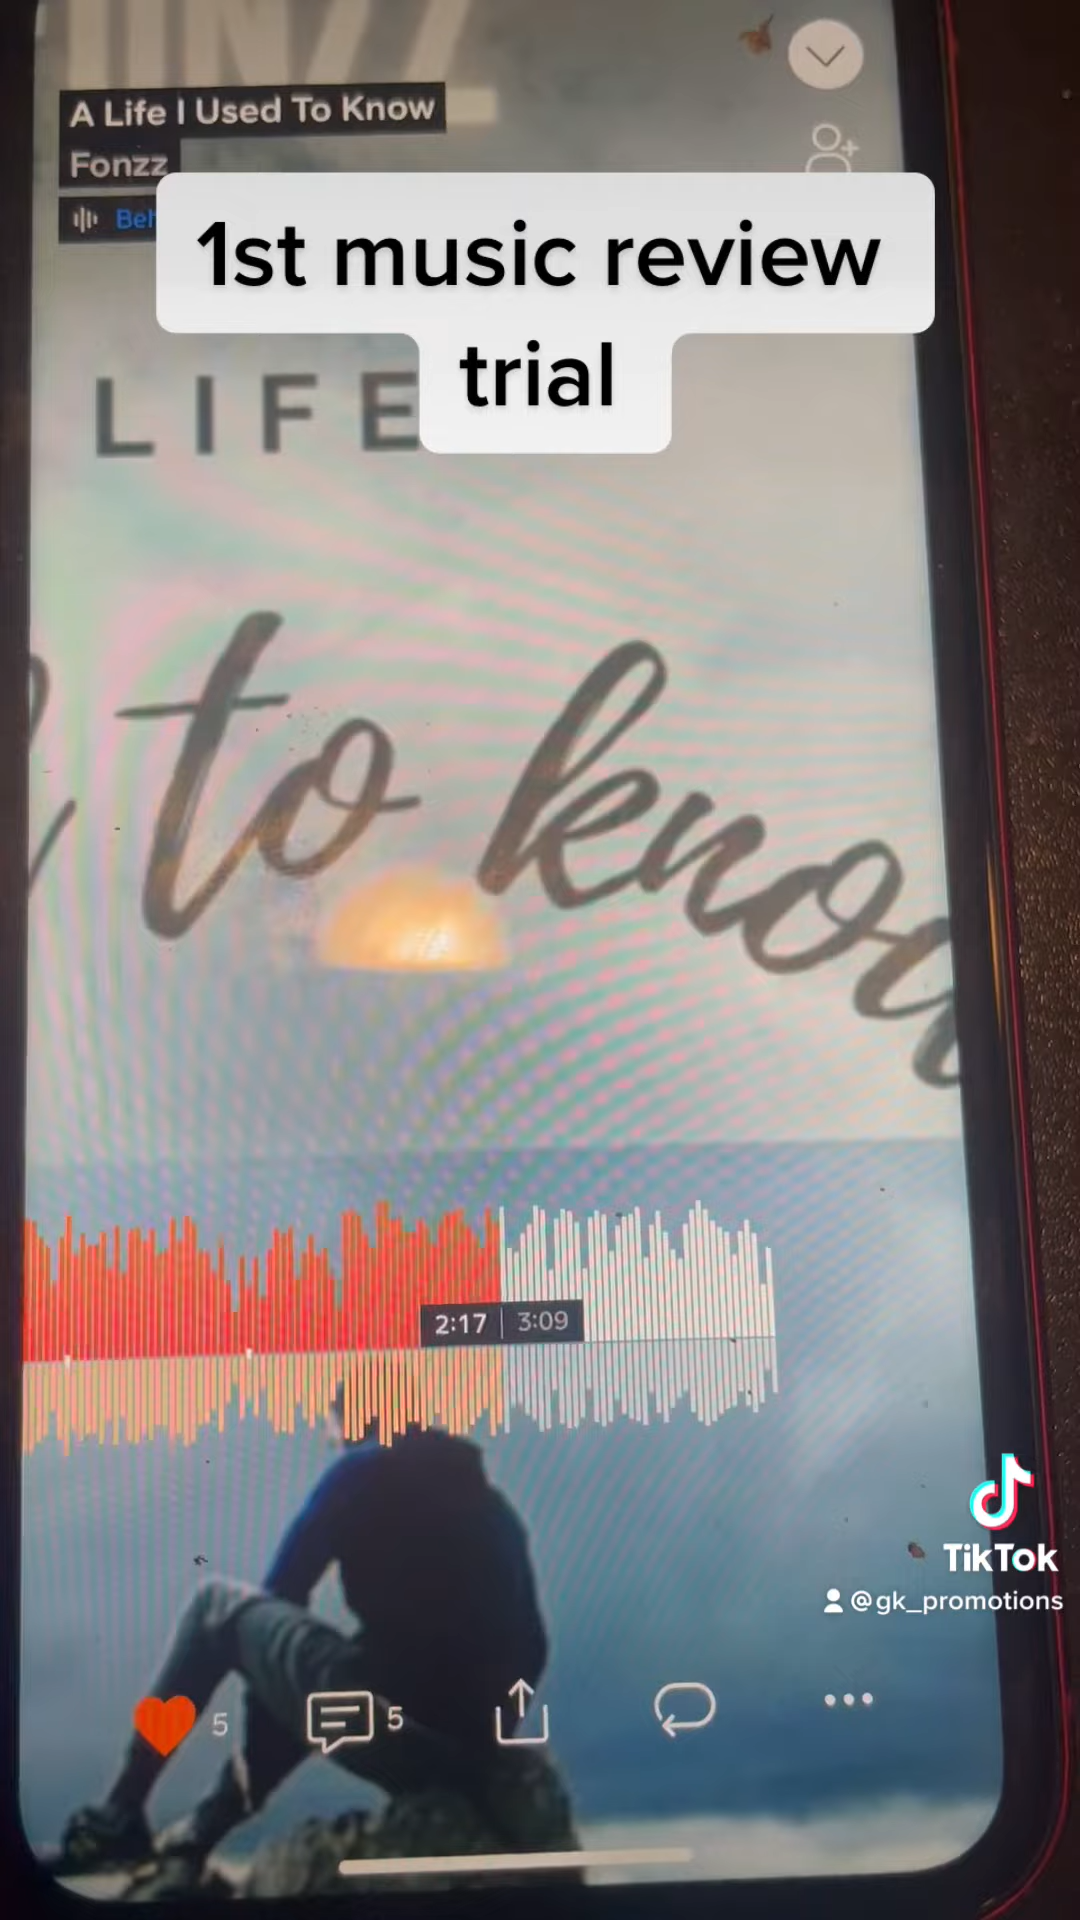 A Life I Used To Know
Fonzz
1st music review
trial
LIFE
to
2:17 3:09
5
5
TikTok
@gk_promotions